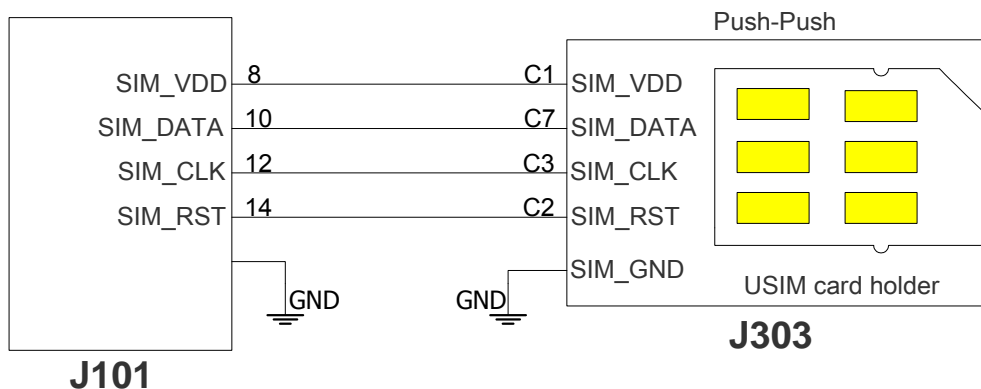 Push-Push
SIM_VDD 8 C1 SIM_VDD
SIM_DATA 10 C7 SIM_DATA
SIM_CLK 12 C3 SIM_CLK
SIM_RST 14 C2 SIM_RST
SIM_GND
GND GND
USIM card holder
J303
J101